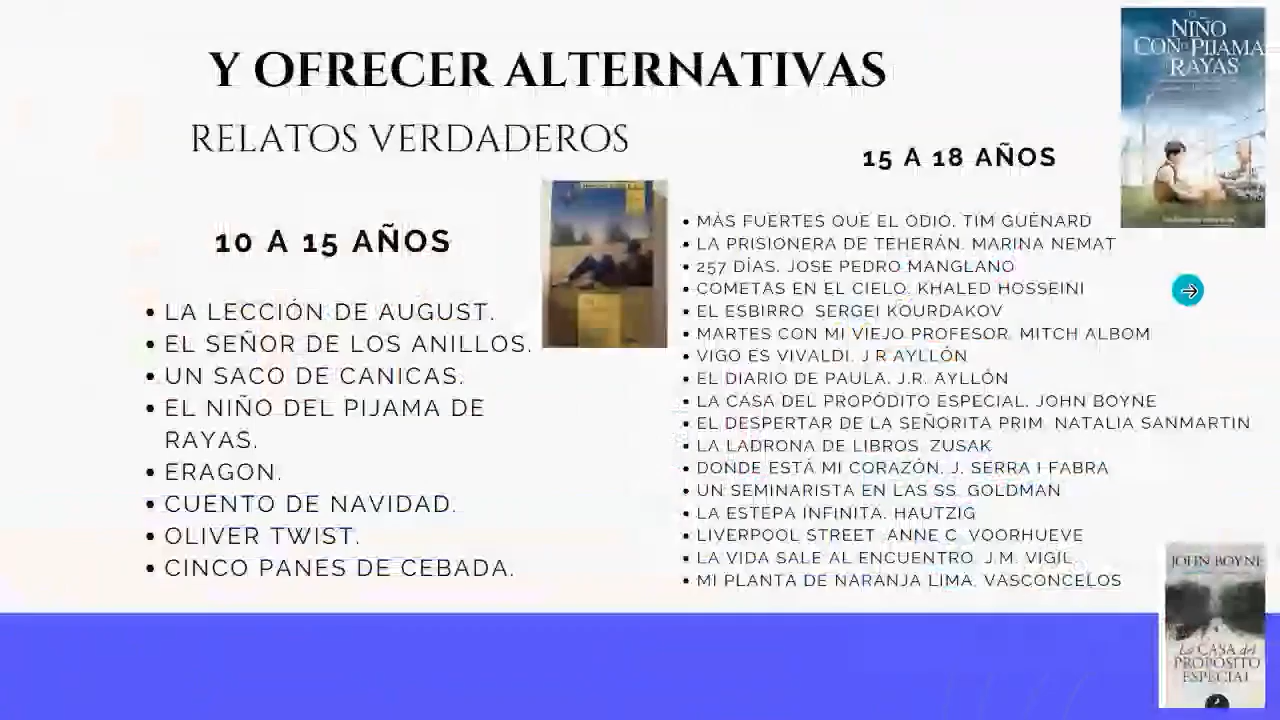 Y OFRECER ALTERNATIVAS
RELATOS VERDADEROS
10 A 15 AÑOS
LA LECCIÓN DE AUGUST.
EL SEÑOR DE LOS ANILLOS.
UN SACO DE CANICAS.
EL NIÑO DEL PIJAMA DE
RAYAS.
ERAGON.
CUENTO DE NAVIDAD.
OLIVER TWIST.
CINCO PANES DE CEBADA.
15 A 18 AÑOS
MÁS FUERTES QUE EL ODIO. TIM GUÉNARD
LA PRISIONERA DE TEHERÁN. MARINA NEMAT
257 DÍAS. JOSE PEDRO MANGLANO
COMETAS EN EL CIELO. KHALED HOSSEINI
EL ESBIRRO. SERGEI KOURDAKOV
MARTES CON MI VIEJO PROFESOR. MITCH ALBOM
VIGO ES VIVALDI. J R AYLLÓN
EL DIARIO DE PAULA. J.R. AYLLÓN
LA CASA DEL PROPÓDITO ESPECIAL. JOHN BOYNE
EL DESPERTAR DE LA SEÑORITA PRIM. NATALIA SANMARTIN
LA LADRONA DE LIBROS. ZUSAK
DONDE ESTÁ MI CORAZÓN. J. SERRA I FABRA
UN SEMINARISTA EN LAS SS. GOLDMAN
LA ESTEPA INFINITA. HAUTZIG
LIVERPOOL STREET. ANNE C. VOORHUEVE
LA VIDA SALE AL ENCUENTRO. J.M. VIGIL
MI PLANTA DE NARANJA LIMA. VASCONCELOS
EL
NIÑO
CON EL PIJAMA
RAYAS
JOHN BOYNE
La CASA del
PROPÓSITO
ESPECIAL